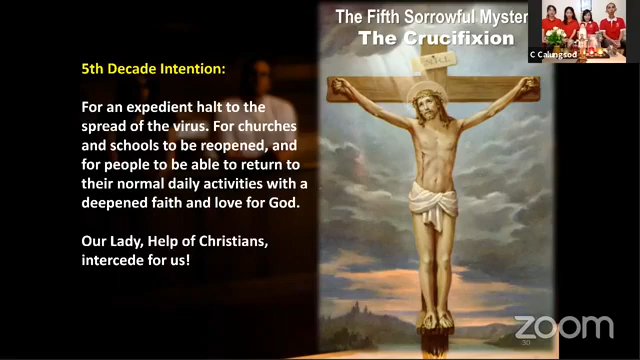 The Fifth Sorrowful Myster
The Crucifixion
5th Decade Intention:
For an expedient halt to the
spread of the virus. For churches
and schools to be reopened, and
for people to be able to return to
their normal daily activities with a
deepened faith and love for God.
Our Lady, Help of Christians,
intercede for us!
C Calungsod
zoom
30